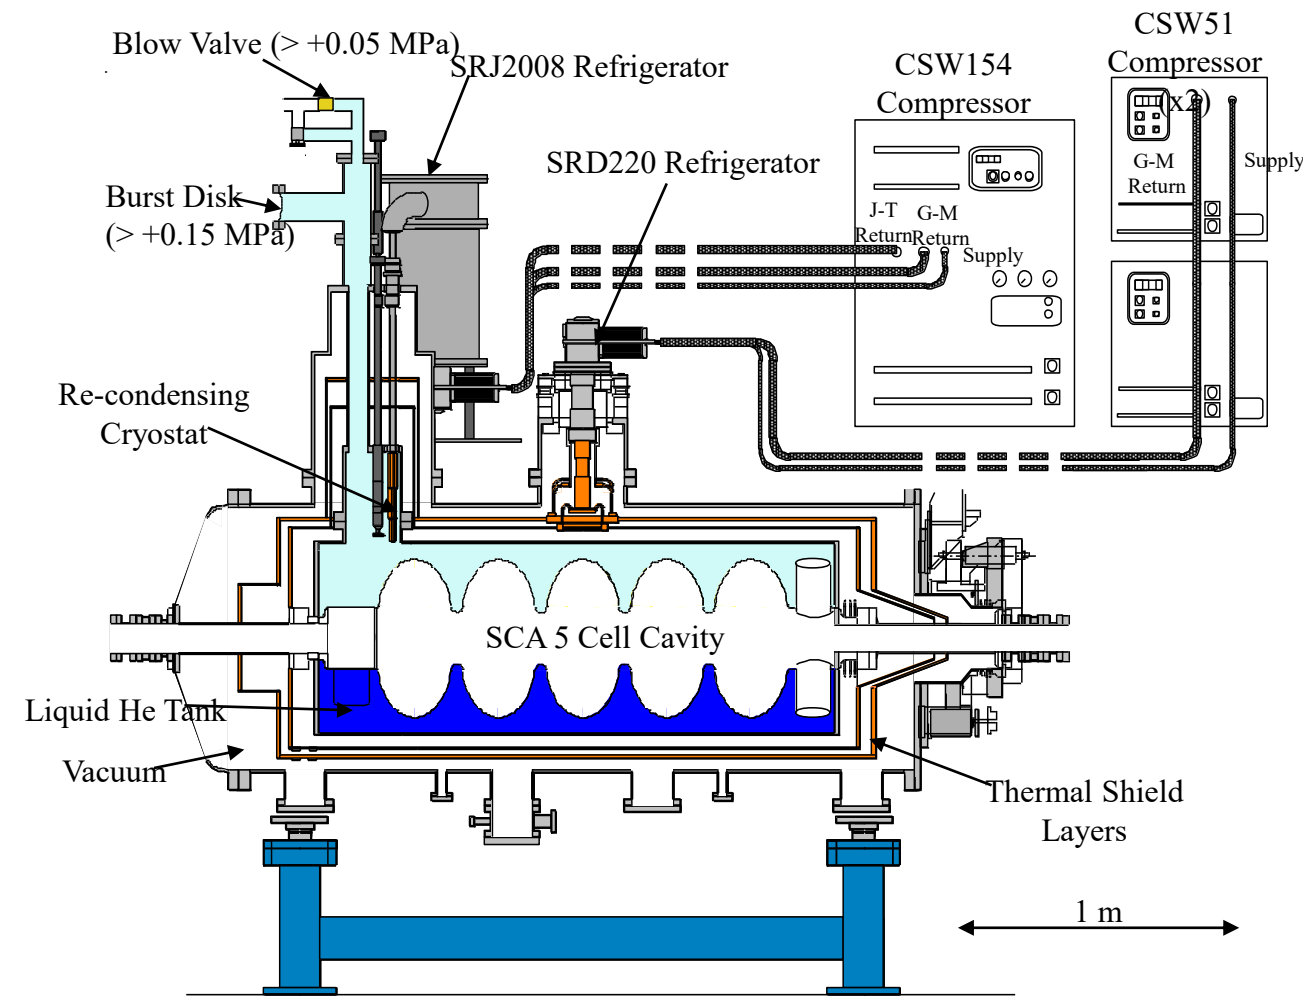 Blow Valve (> +0.05 MPa)
SRJ2008 Refrigerator
CSW154
Compressor
CSW51
Compressor
(x2)
SRD220 Refrigerator
Burst Disk
(> +0.15 MPa)
G-M
Return
Supply
J-T
Return
G-M
Return
Supply
Re-condensing
Cryostat
SCA 5 Cell Cavity
Liquid He Tank
Vacuum
Thermal Shield
Layers
1 m